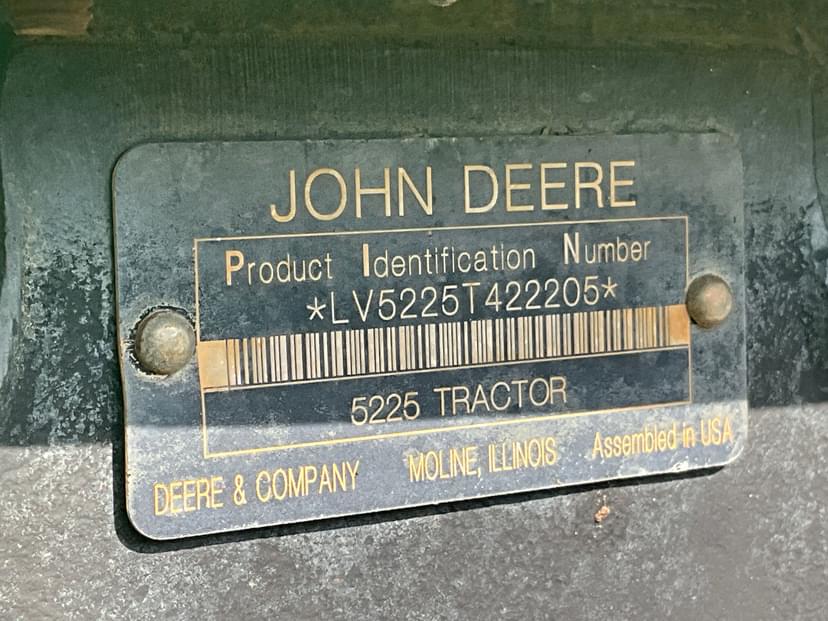 JOHN DEERE
Product Identification Number
*LV5225T422205*
5225 TRACTOR
DEERE & COMPANY MOLINE, ILLINOIS Assembled in USA